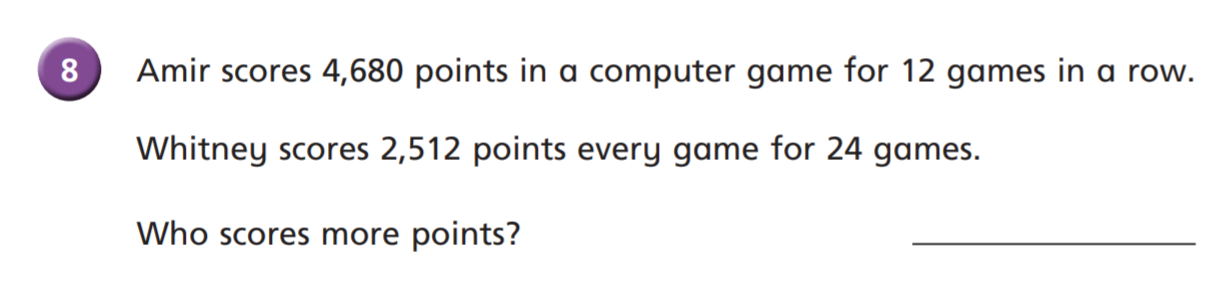 8 Amir scores 4,680 points in a computer game for 12 games in a row.
Whitney scores 2,512 points every game for 24 games.
Who scores more points?